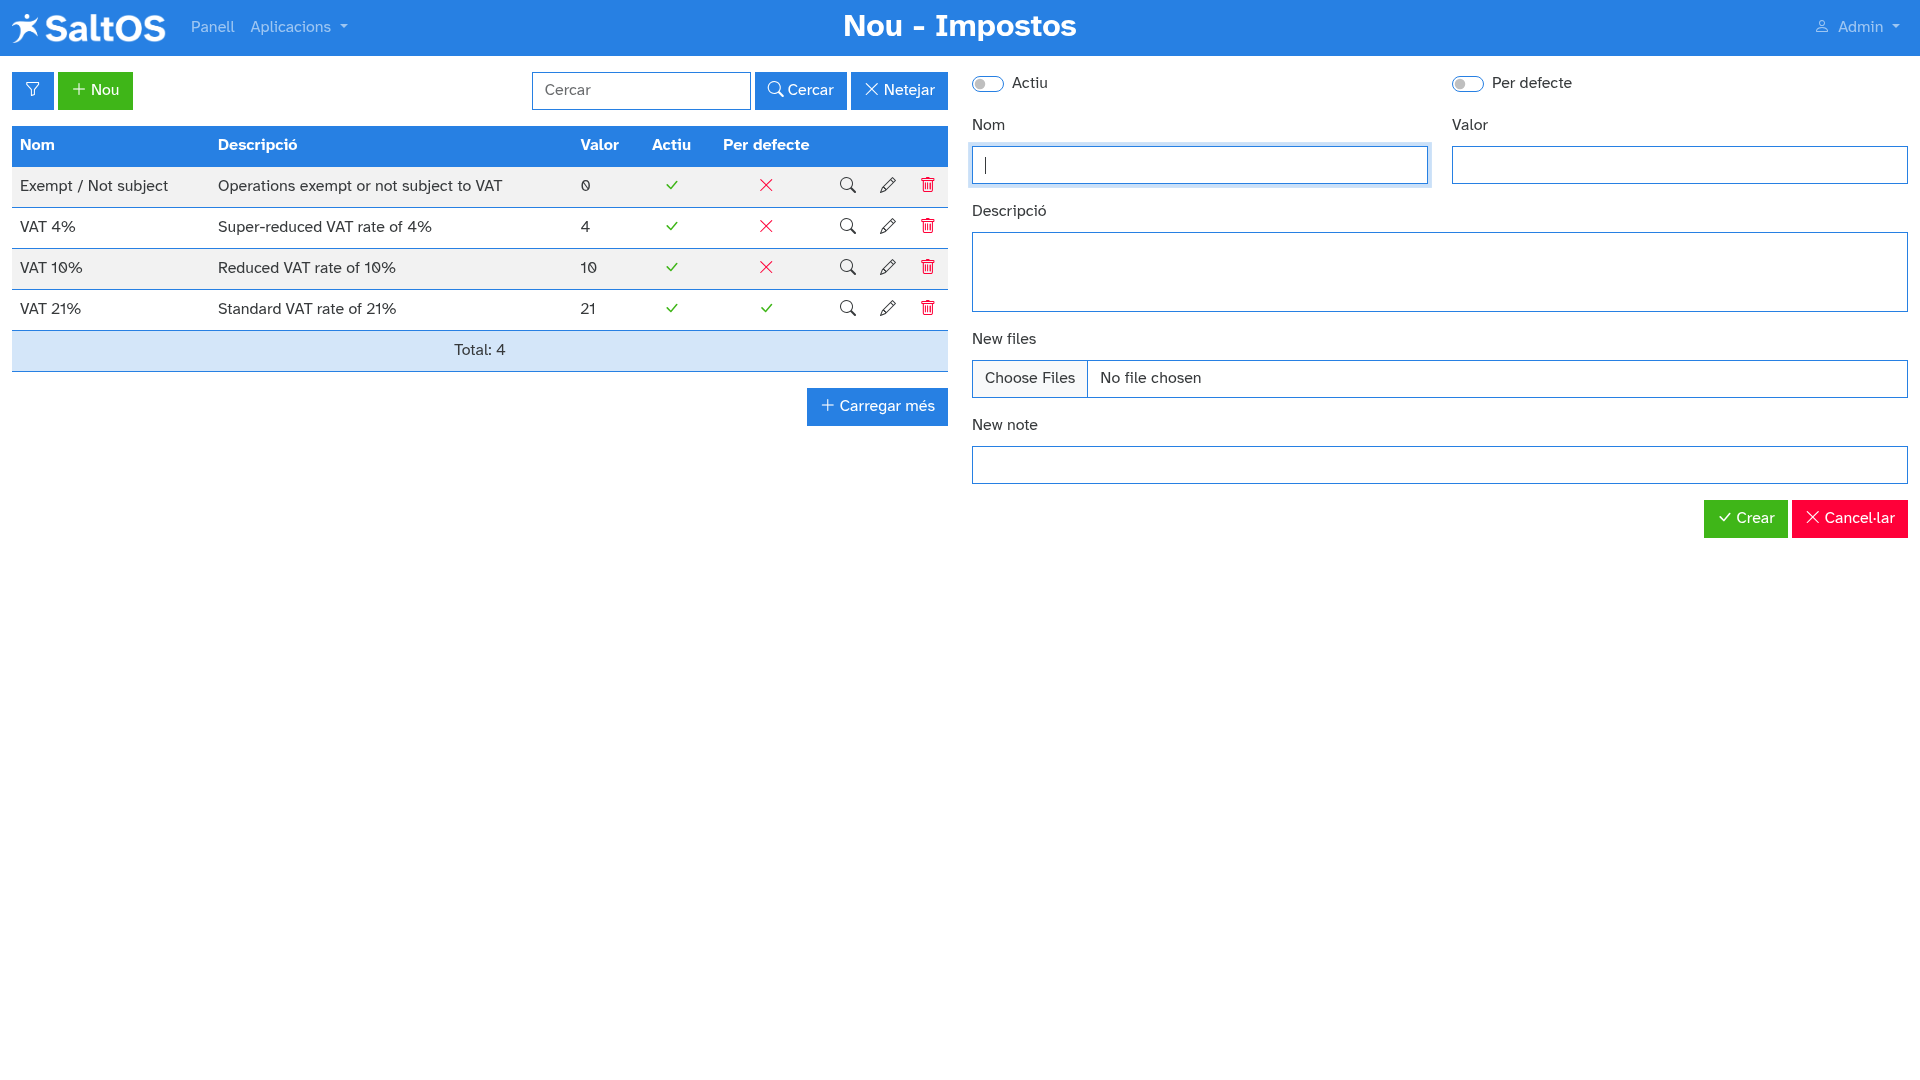 SaltOS Panell Aplicacions Nou - Impostos Admin
Nou Cercar Cercar Netejar
Nom Descripció Valor Actiu Per defecte
Exempt / Not subject Operations exempt or not subject to VAT 0
VAT 4% Super-reduced VAT rate of 4% 4
VAT 10% Reduced VAT rate of 10% 10
VAT 21% Standard VAT rate of 21% 21
Total: 4
Carregar més
Actiu Per defecte
Nom Valor
Descripció
New files
Choose Files No file chosen
New note
Crear Cancel·lar